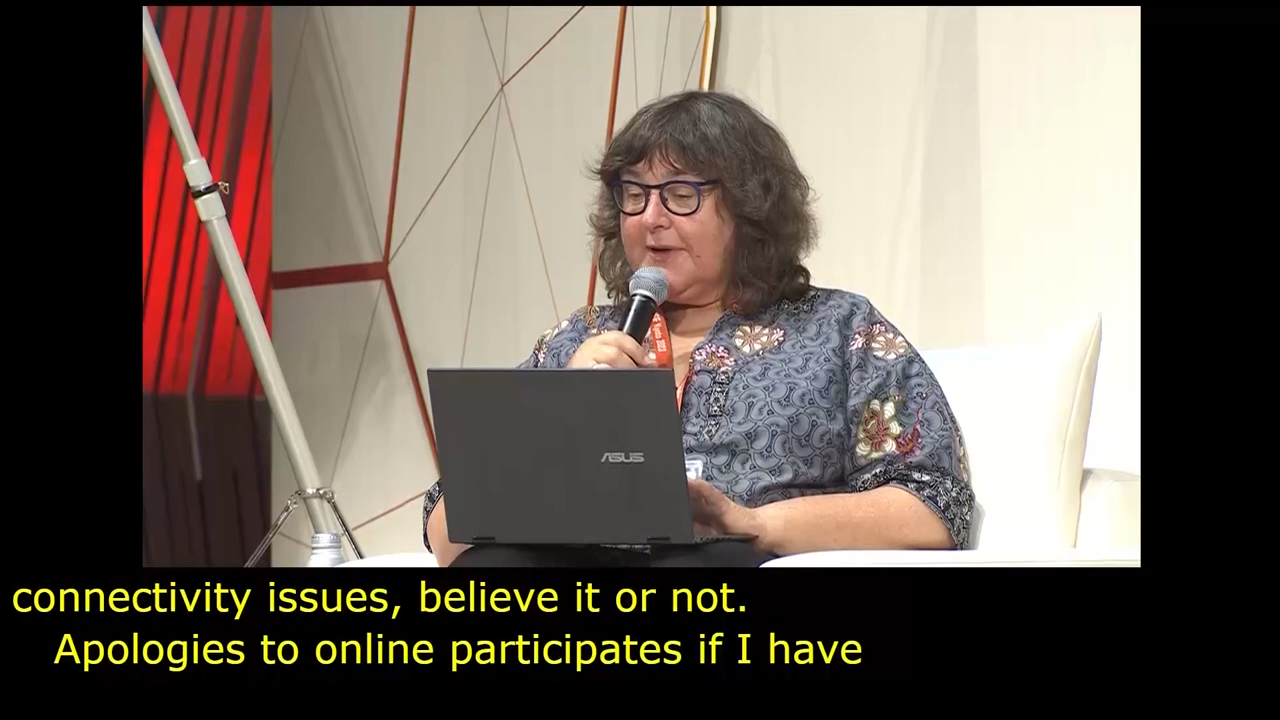 ASUS
connectivity issues, believe it or not.
Apologies to online participates if I have